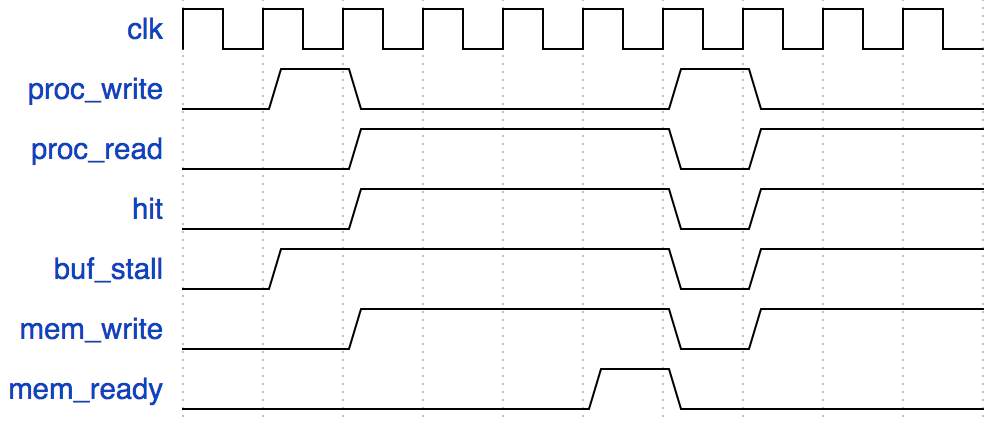 clk
proc_write
proc_read
hit
buf_stall
mem_write
mem_ready